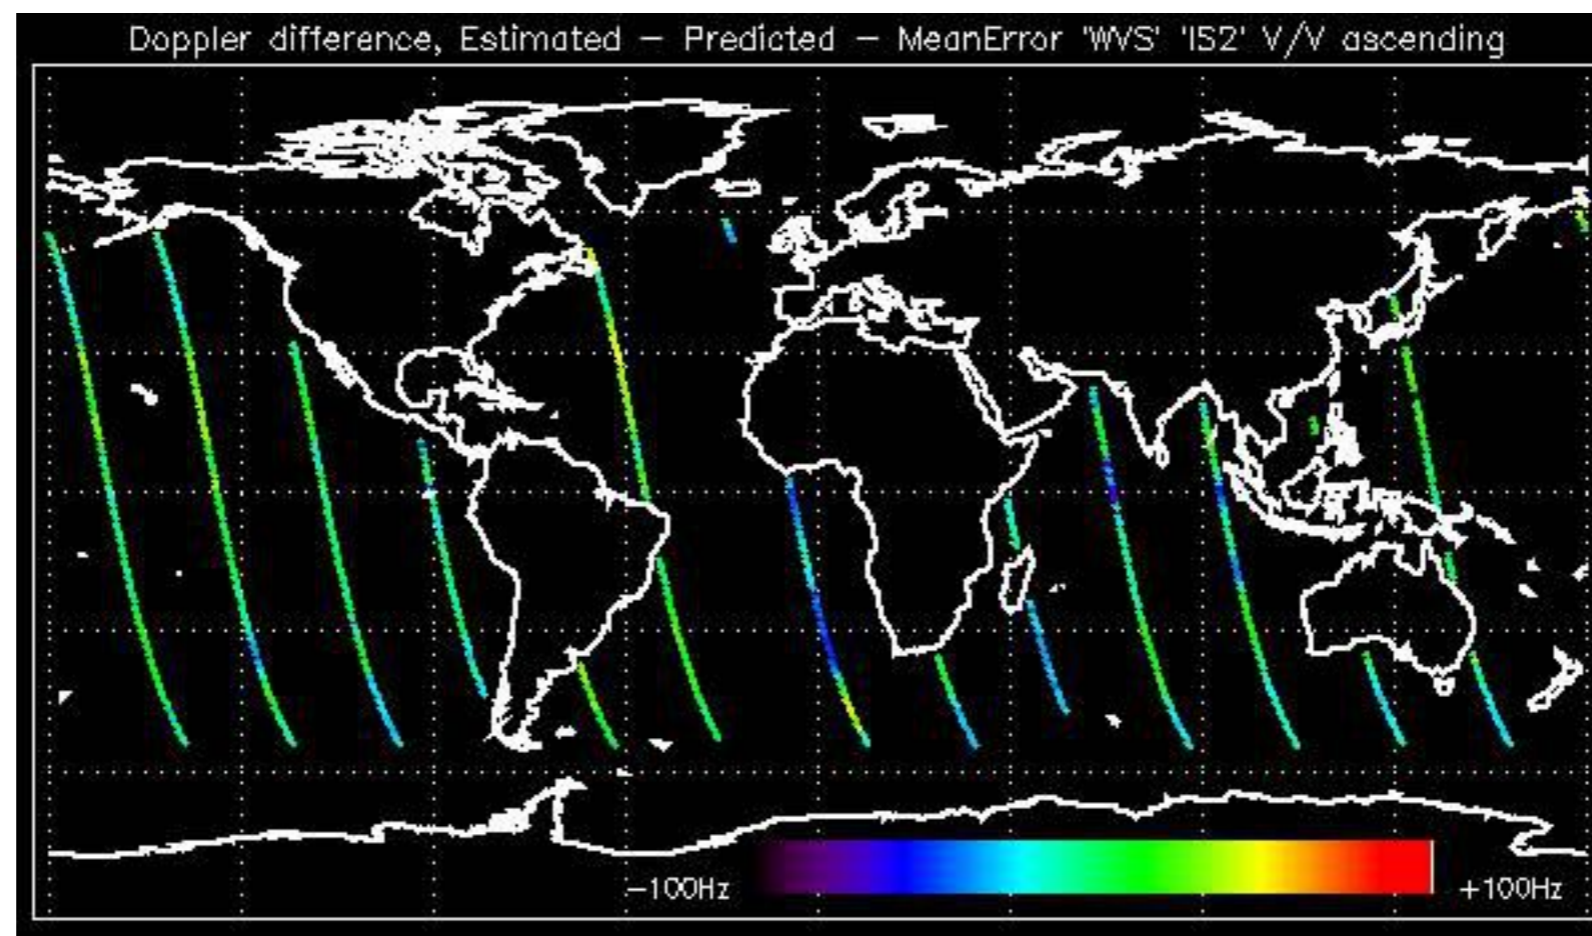 Doppler difference, Estimated – Predicted – MeanError 'WVS' 'IS2' V/V ascending
–100Hz +100Hz